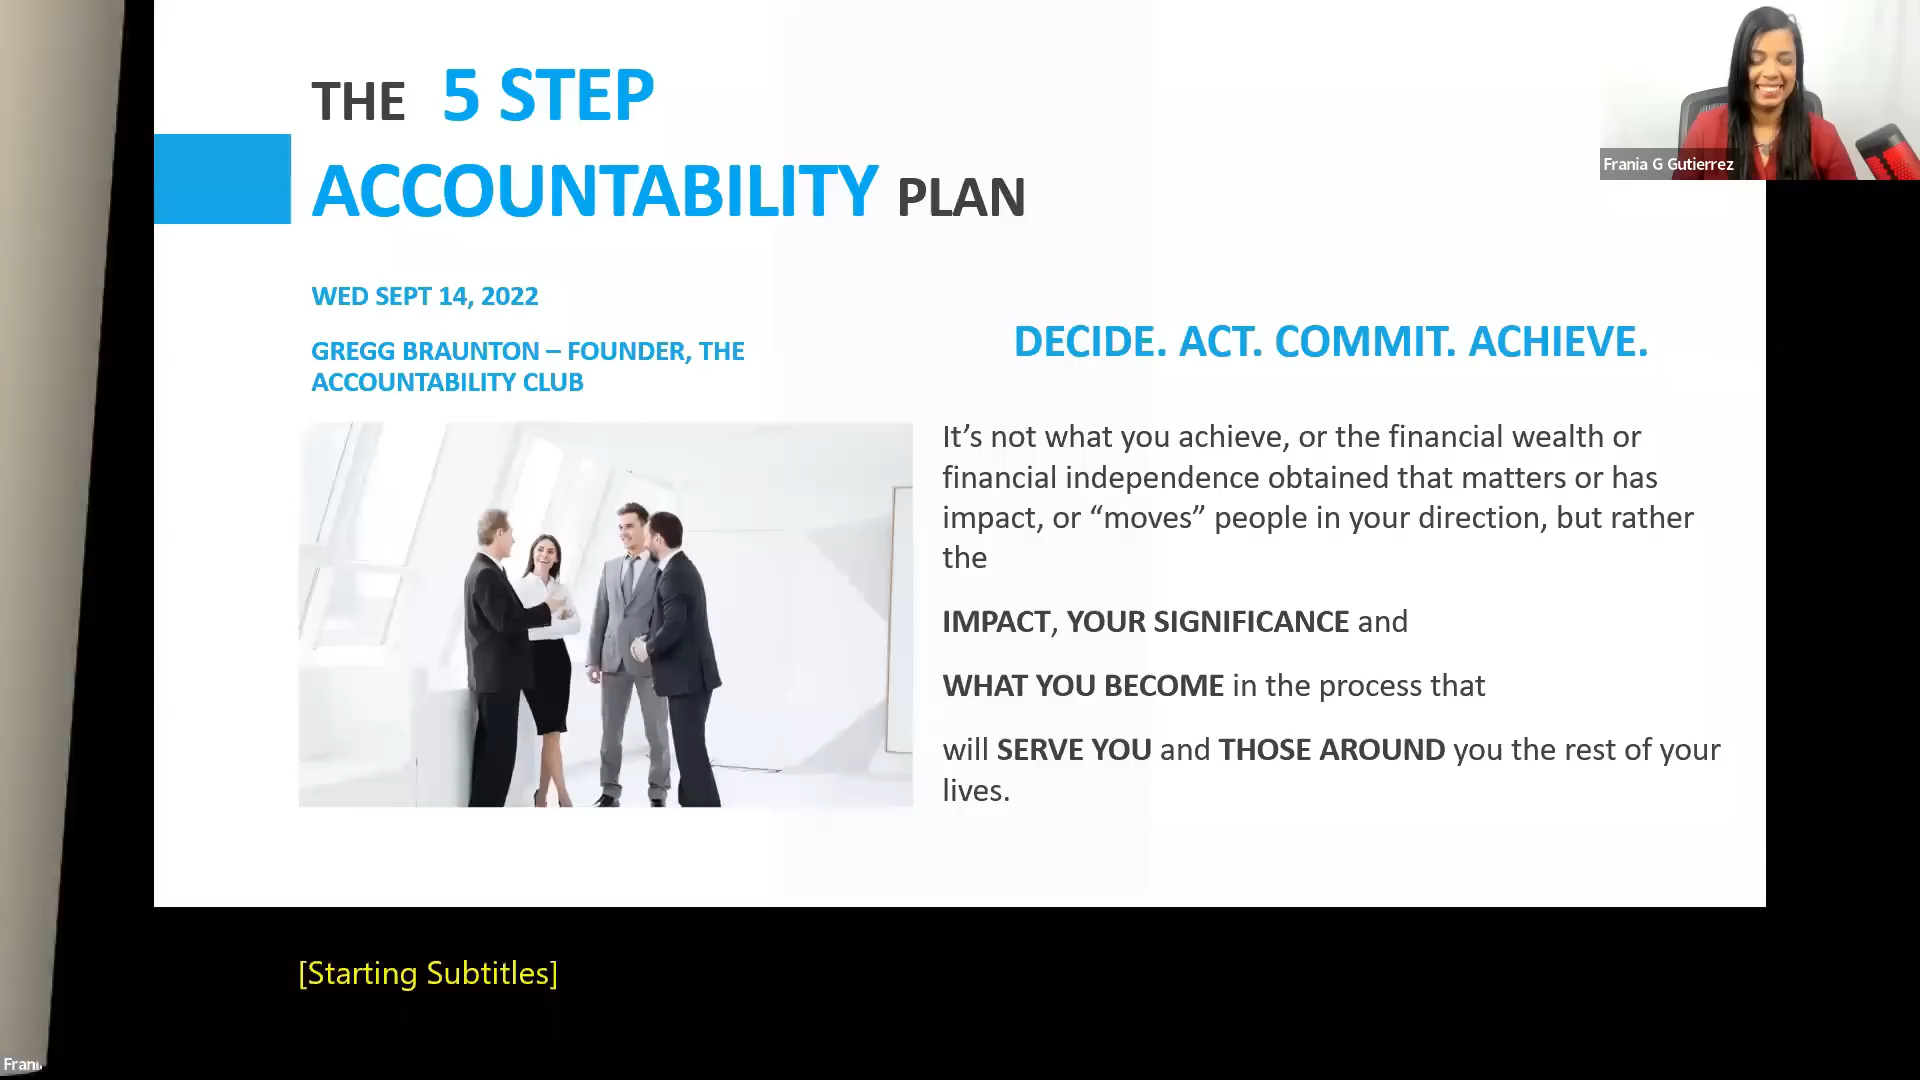 THE 5 STEP
ACCOUNTABILITY PLAN
WED SEPT 14, 2022
GREGG BRAUNTON – FOUNDER, THE
ACCOUNTABILITY CLUB
DECIDE. ACT. COMMIT. ACHIEVE.
It’s not what you achieve, or the financial wealth or
financial independence obtained that matters or has
impact, or “moves” people in your direction, but rather
the
IMPACT, YOUR SIGNIFICANCE and
WHAT YOU BECOME in the process that
will SERVE YOU and THOSE AROUND you the rest of your
lives.
Frania G Gutierrez
[Starting Subtitles]